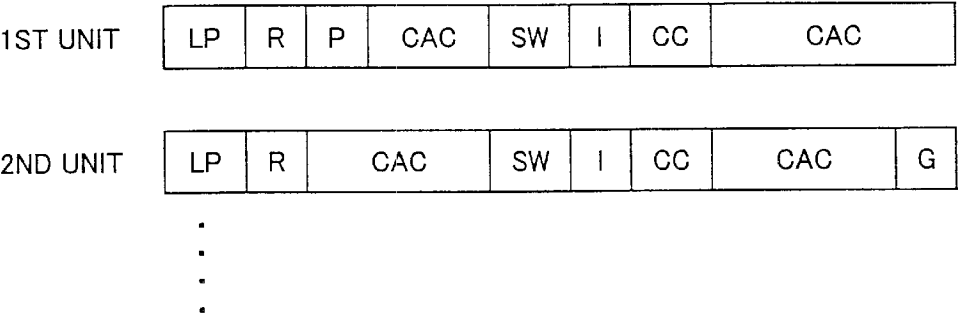 1ST UNIT LP R P CAC SW I CC CAC
2ND UNIT LP R CAC SW I CC CAC G